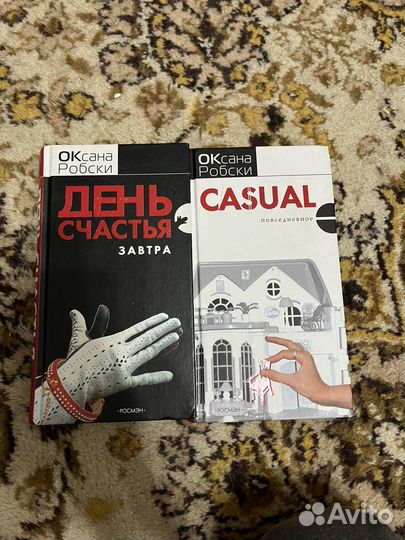 ОКсана
Робски
ДЕНЬ
СЧАСТЬЯ
ЗАВТРА
·РОСМЭН·
ОКсана
Робски
CASUAL
повседневное
·РОСМЭН·
Avito